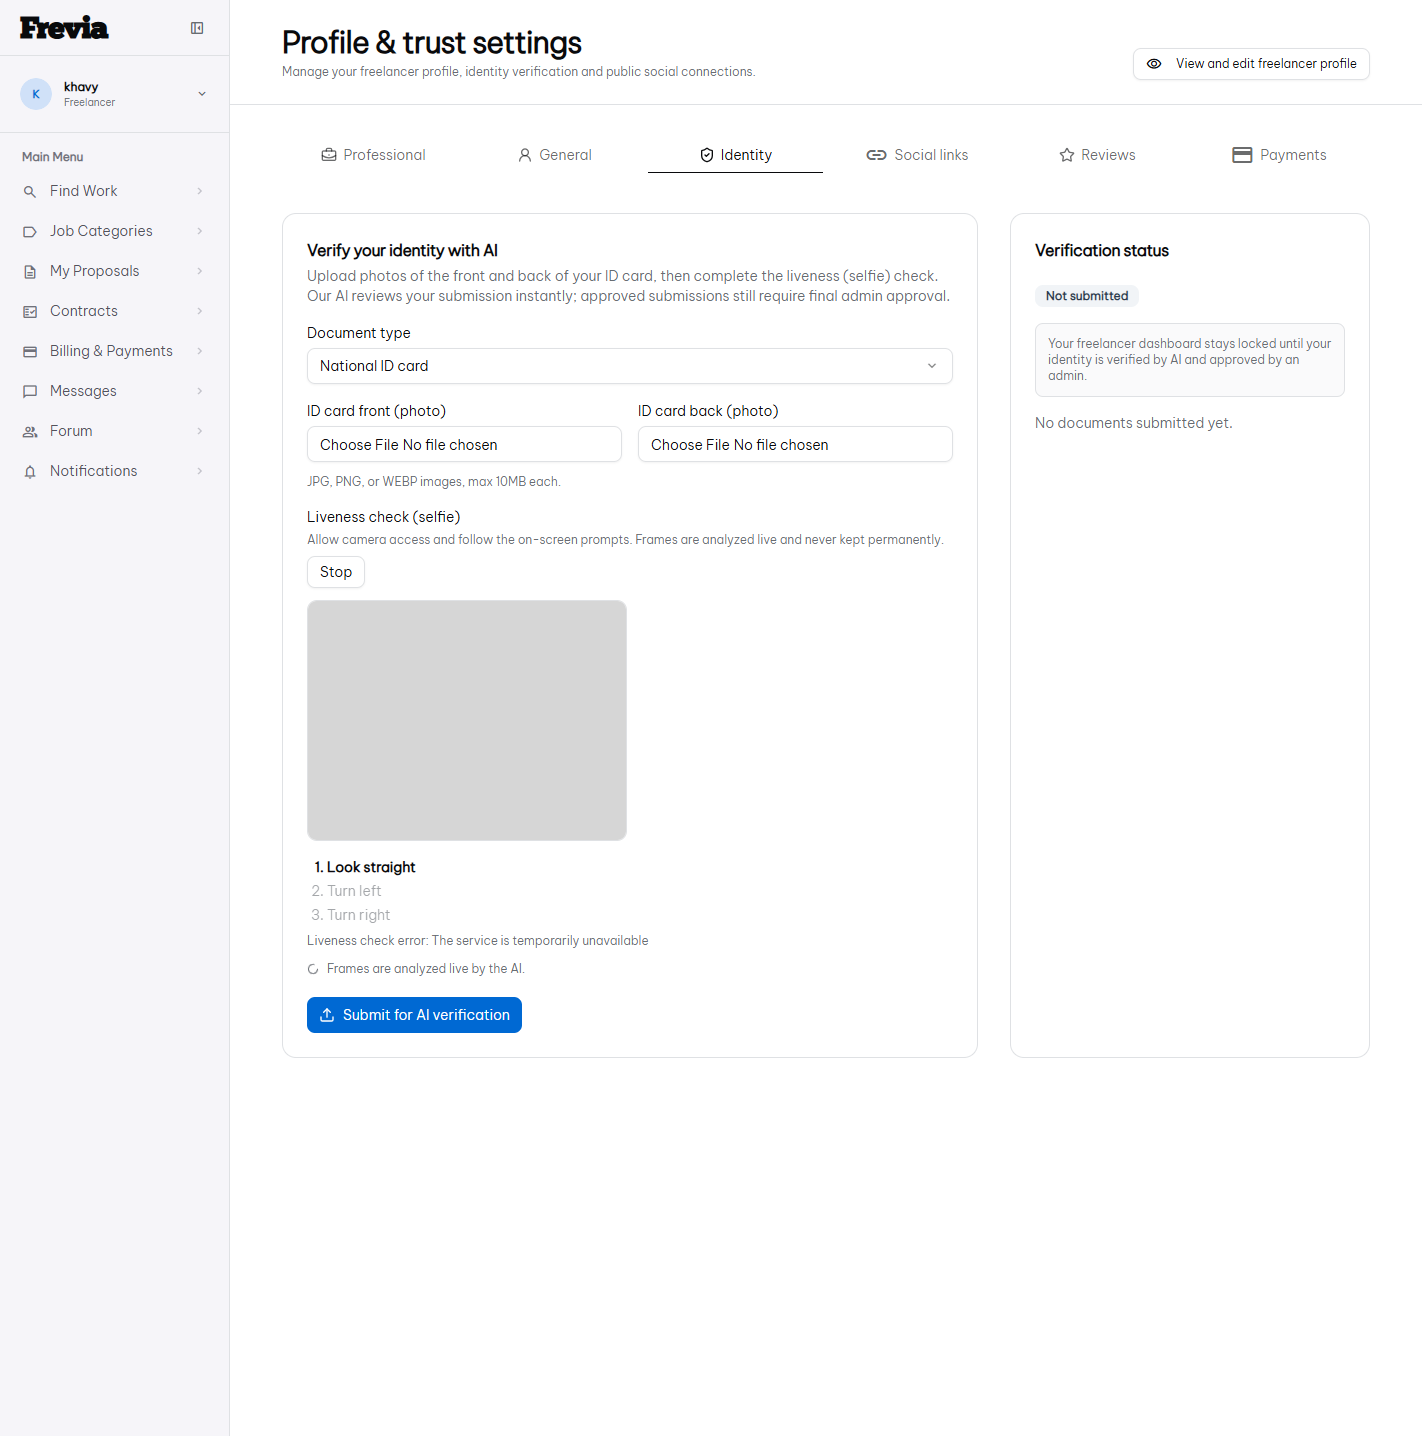 Frevia
K
khavy
Freelancer
Main Menu
Find Work
Job Categories
My Proposals
Contracts
Billing & Payments
Messages
Forum
Notifications
Profile & trust settings
Manage your freelancer profile, identity verification and public social connections.
View and edit freelancer profile
Professional
General
Identity
Social links
Reviews
Payments
Verify your identity with AI
Upload photos of the front and back of your ID card, then complete the liveness (selfie) check.
Our AI reviews your submission instantly; approved submissions still require final admin approval.
Document type
National ID card
ID card front (photo)
ID card back (photo)
Choose File No file chosen
Choose File No file chosen
JPG, PNG, or WEBP images, max 10MB each.
Liveness check (selfie)
Allow camera access and follow the on-screen prompts. Frames are analyzed live and never kept permanently.
Stop
1. Look straight
2. Turn left
3. Turn right
Liveness check error: The service is temporarily unavailable
Frames are analyzed live by the AI.
Submit for AI verification
Verification status
Not submitted
Your freelancer dashboard stays locked until your
identity is verified by AI and approved by an
admin.
No documents submitted yet.